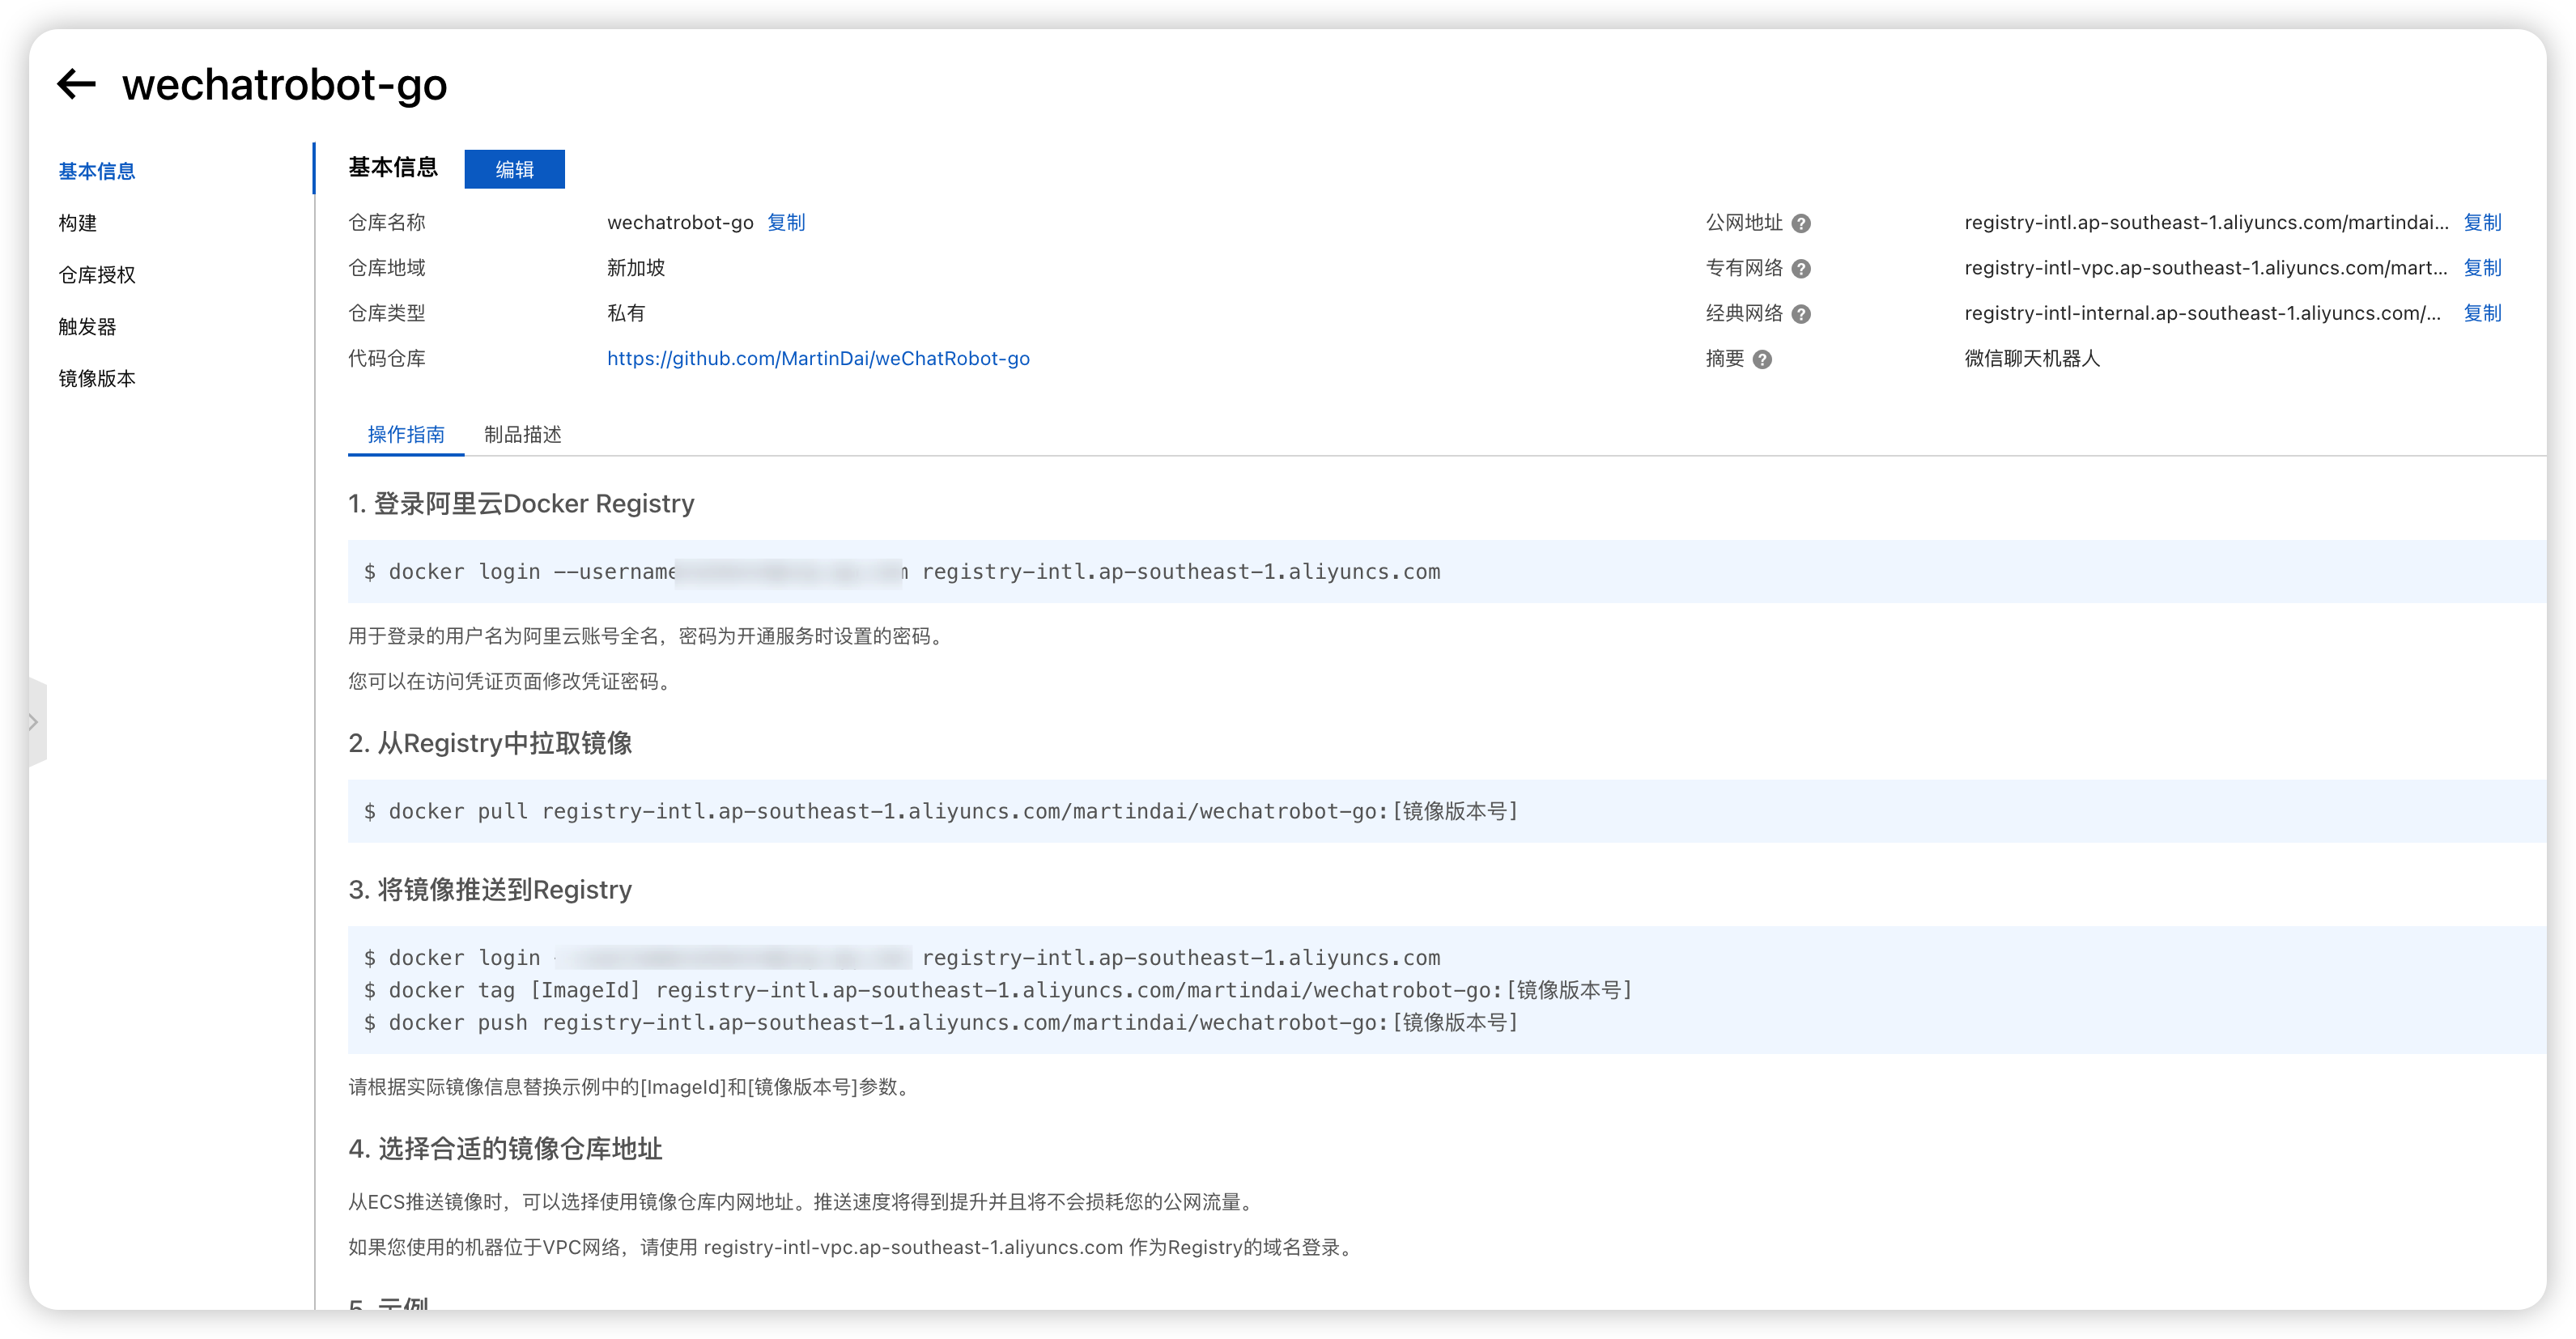 wechatrobot-go
基本信息
构建
仓库授权
触发器
镜像版本
基本信息 编辑
仓库名称 wechatrobot-go 复制
公网地址 registry-intl.ap-southeast-1.aliyuncs.com/martindai... 复制
仓库地域 新加坡
专有网络 registry-intl-vpc.ap-southeast-1.aliyuncs.com/mart... 复制
仓库类型 私有
经典网络 registry-intl-internal.ap-southeast-1.aliyuncs.com/... 复制
代码仓库 https://github.com/MartinDai/weChatRobot-go
摘要 微信聊天机器人
操作指南 制品描述
1. 登录阿里云Docker Registry
$ docker login --username registry-intl.ap-southeast-1.aliyuncs.com
用于登录的用户名为阿里云账号全名，密码为开通服务时设置的密码。
您可以在访问凭证页面修改凭证密码。
2. 从Registry中拉取镜像
$ docker pull registry-intl.ap-southeast-1.aliyuncs.com/martindai/wechatrobot-go:[镜像版本号]
3. 将镜像推送到Registry
$ docker login registry-intl.ap-southeast-1.aliyuncs.com
$ docker tag [ImageId] registry-intl.ap-southeast-1.aliyuncs.com/martindai/wechatrobot-go:[镜像版本号]
$ docker push registry-intl.ap-southeast-1.aliyuncs.com/martindai/wechatrobot-go:[镜像版本号]
请根据实际镜像信息替换示例中的[ImageId]和[镜像版本号]参数。
4. 选择合适的镜像仓库地址
从ECS推送镜像时，可以选择使用镜像仓库内网地址。推送速度将得到提升并且将不会损耗您的公网流量。
如果您使用的机器位于VPC网络，请使用 registry-intl-vpc.ap-southeast-1.aliyuncs.com 作为Registry的域名登录。
5. 示例